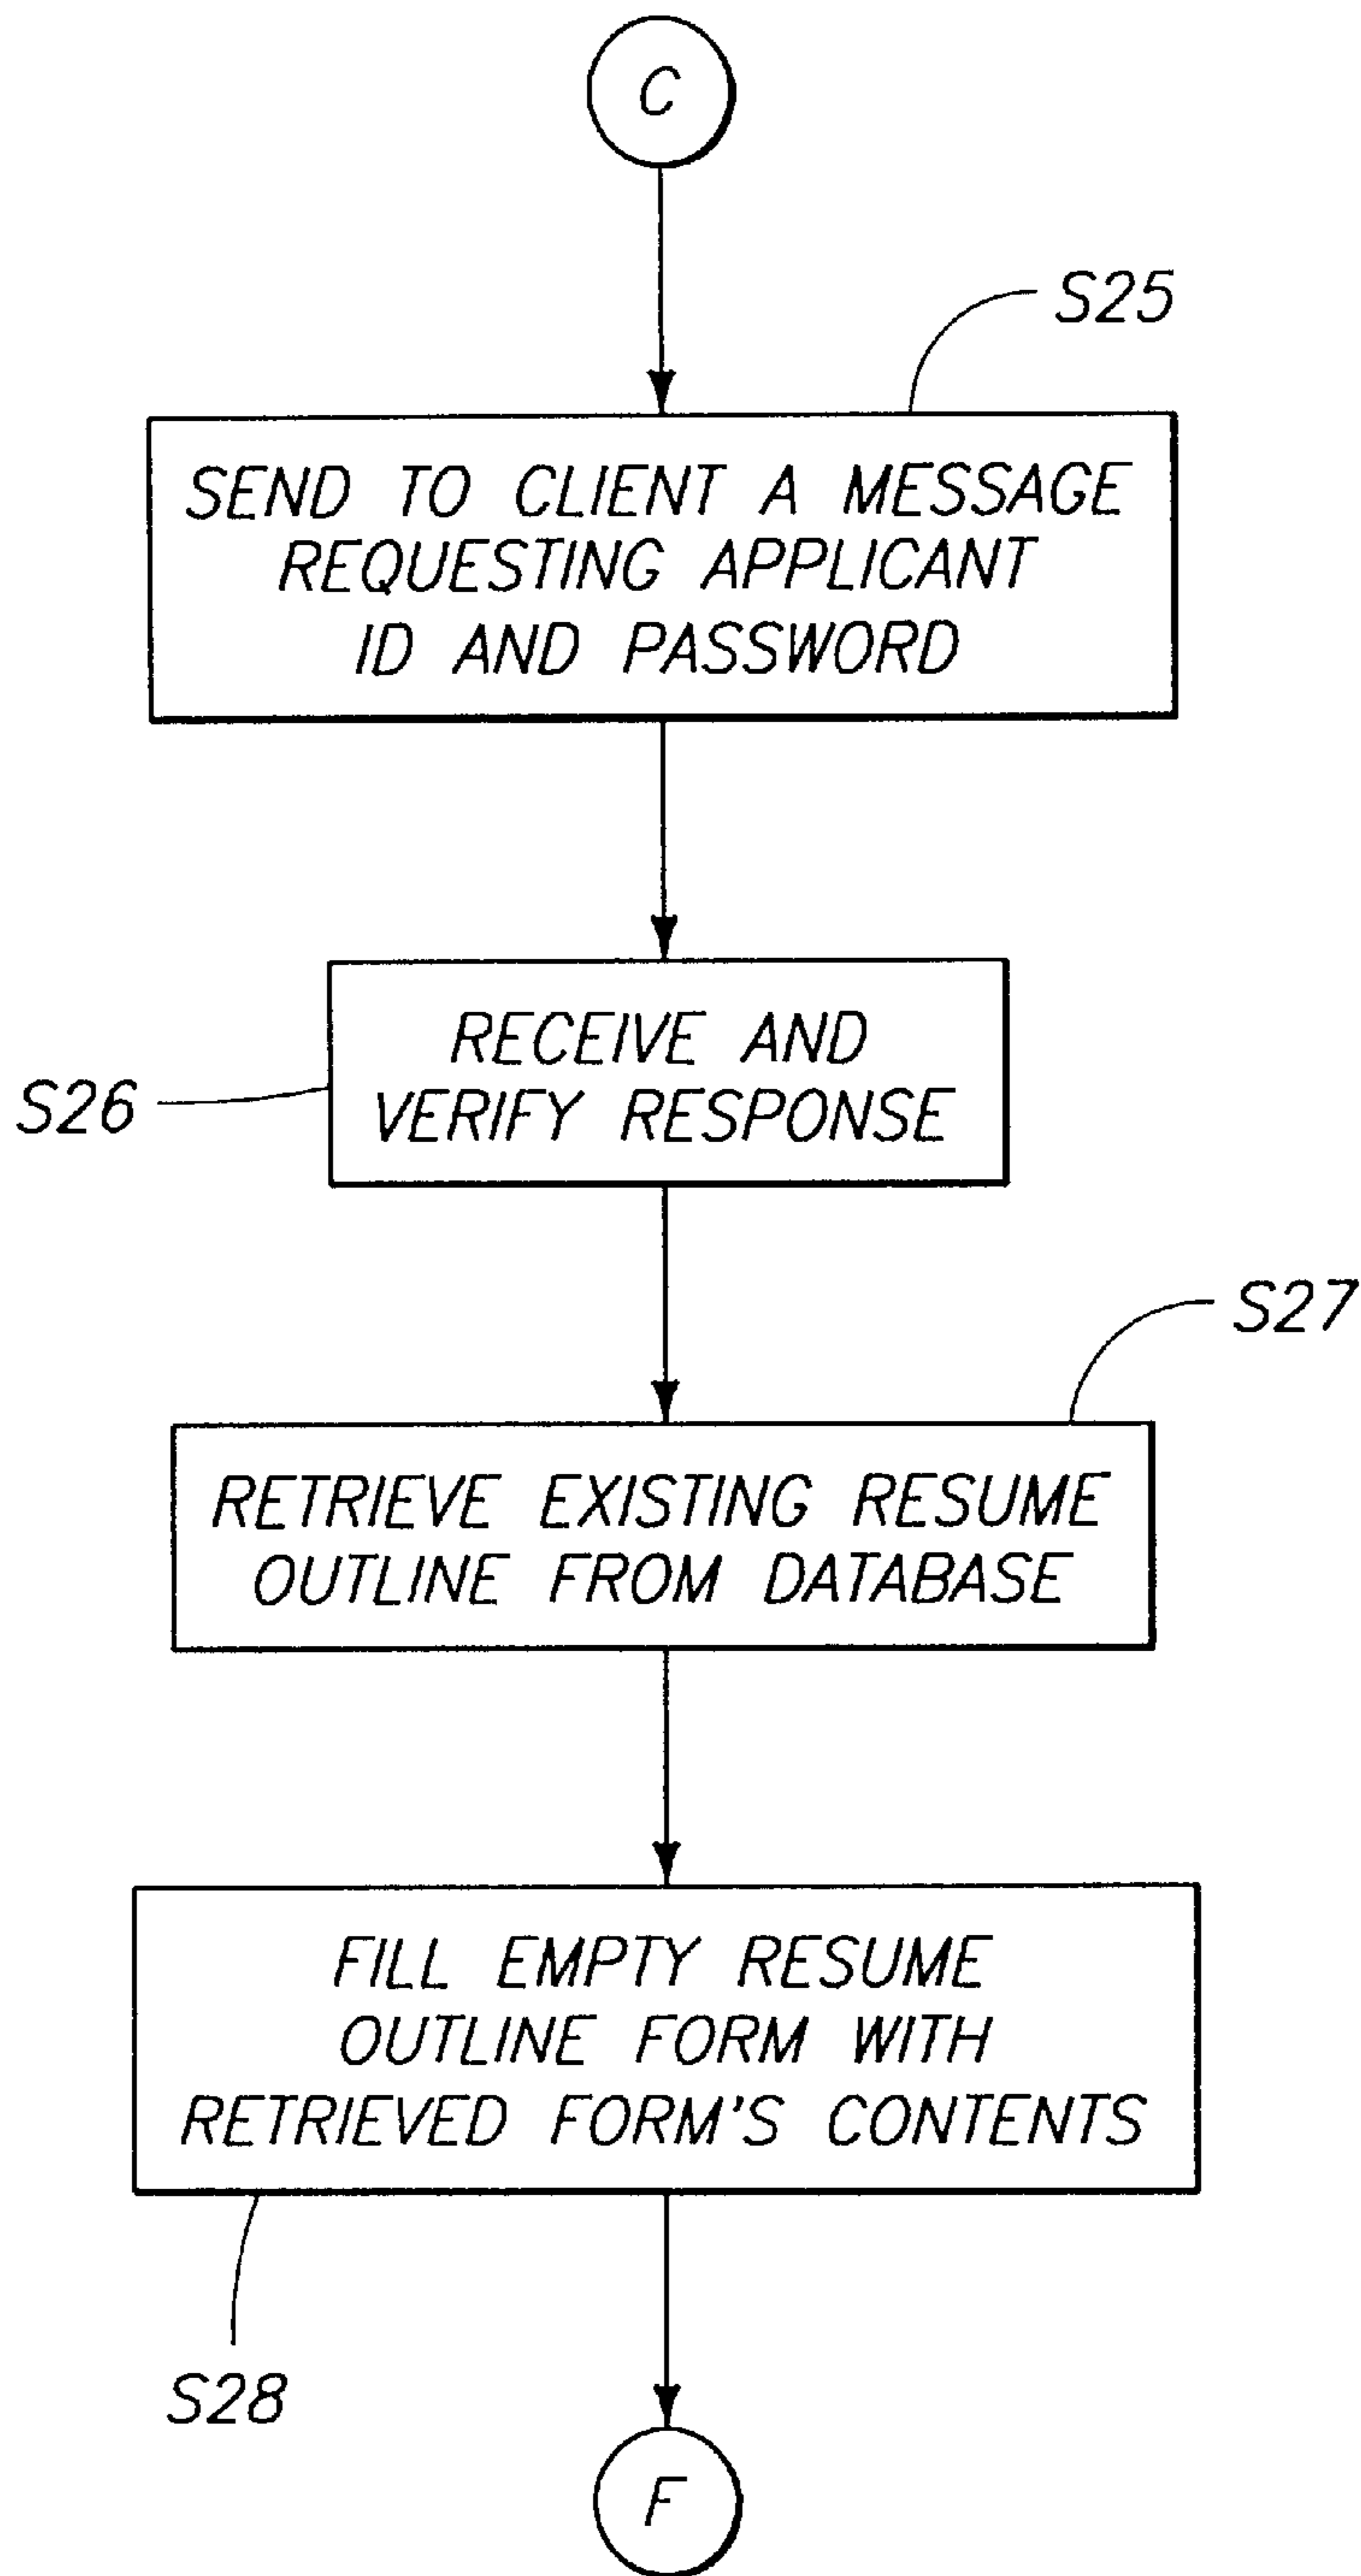 C
S25
SEND TO CLIENT A MESSAGE
REQUESTING APPLICANT
ID AND PASSWORD
RECEIVE AND
VERIFY RESPONSE
S26
S27
RETRIEVE EXISTING RESUME
OUTLINE FROM DATABASE
FILL EMPTY RESUME
OUTLINE FORM WITH
RETRIEVED FORM'S CONTENTS
S28
F